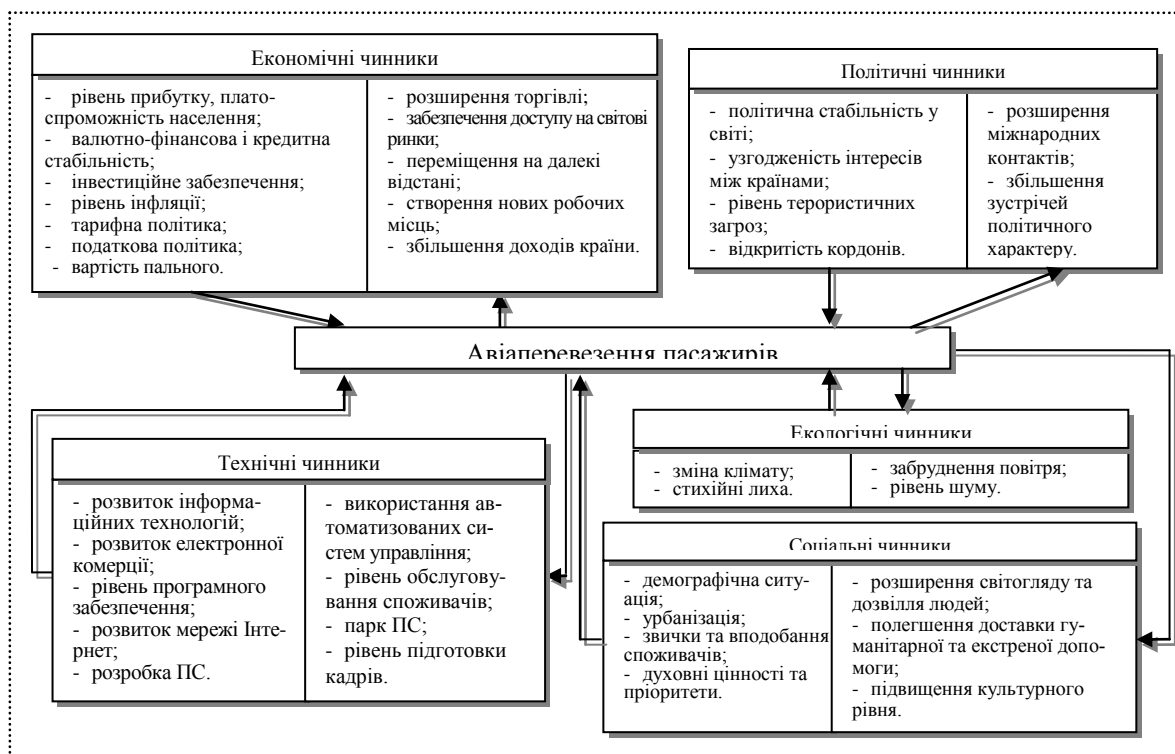 Економічні чинники
- рівень прибутку, плато-
спроможність населення;
- валютно-фінансова і кредитна
стабільність;
- інвестиційне забезпечення;
- рівень інфляції;
- тарифна політика;
- податкова політика;
- вартість пального.
- розширення торгівлі;
- забезпечення доступу на світові
ринки;
- переміщення на далекі
відстані;
- створення нових робочих
місць;
- збільшення доходів країни.
Політичні чинники
- політична стабільність у
світі;
- узгодженість інтересів
між країнами;
- рівень терористичних
загроз;
- відкритість кордонів.
- розширення
міжнародних
контактів;
- збільшення
зустрічей
політичного
характеру.
Авіаперевезення пасажирів
Технічні чинники
- розвиток інформа-
ційних технологій;
- розвиток електронної
комерції;
- рівень програмного
забезпечення;
- розвиток мережі Інте-
рнет;
- розробка ПС.
- використання ав-
томатизованих си-
стем управління;
- рівень обслугову-
вання споживачів;
- парк ПС;
- рівень підготовки
кадрів.
Екологічні чинники
- зміна клімату;
- стихійні лиха.
- забруднення повітря;
- рівень шуму.
Соціальні чинники
- демографічна ситу-
ація;
- урбанізація;
- звички та вподобання
споживачів;
- духовні цінності та
пріоритети.
- розширення світогляду та
дозвілля людей;
- полегшення доставки гу-
манітарної та екстреної допо-
моги;
- підвищення культурного
рівня.